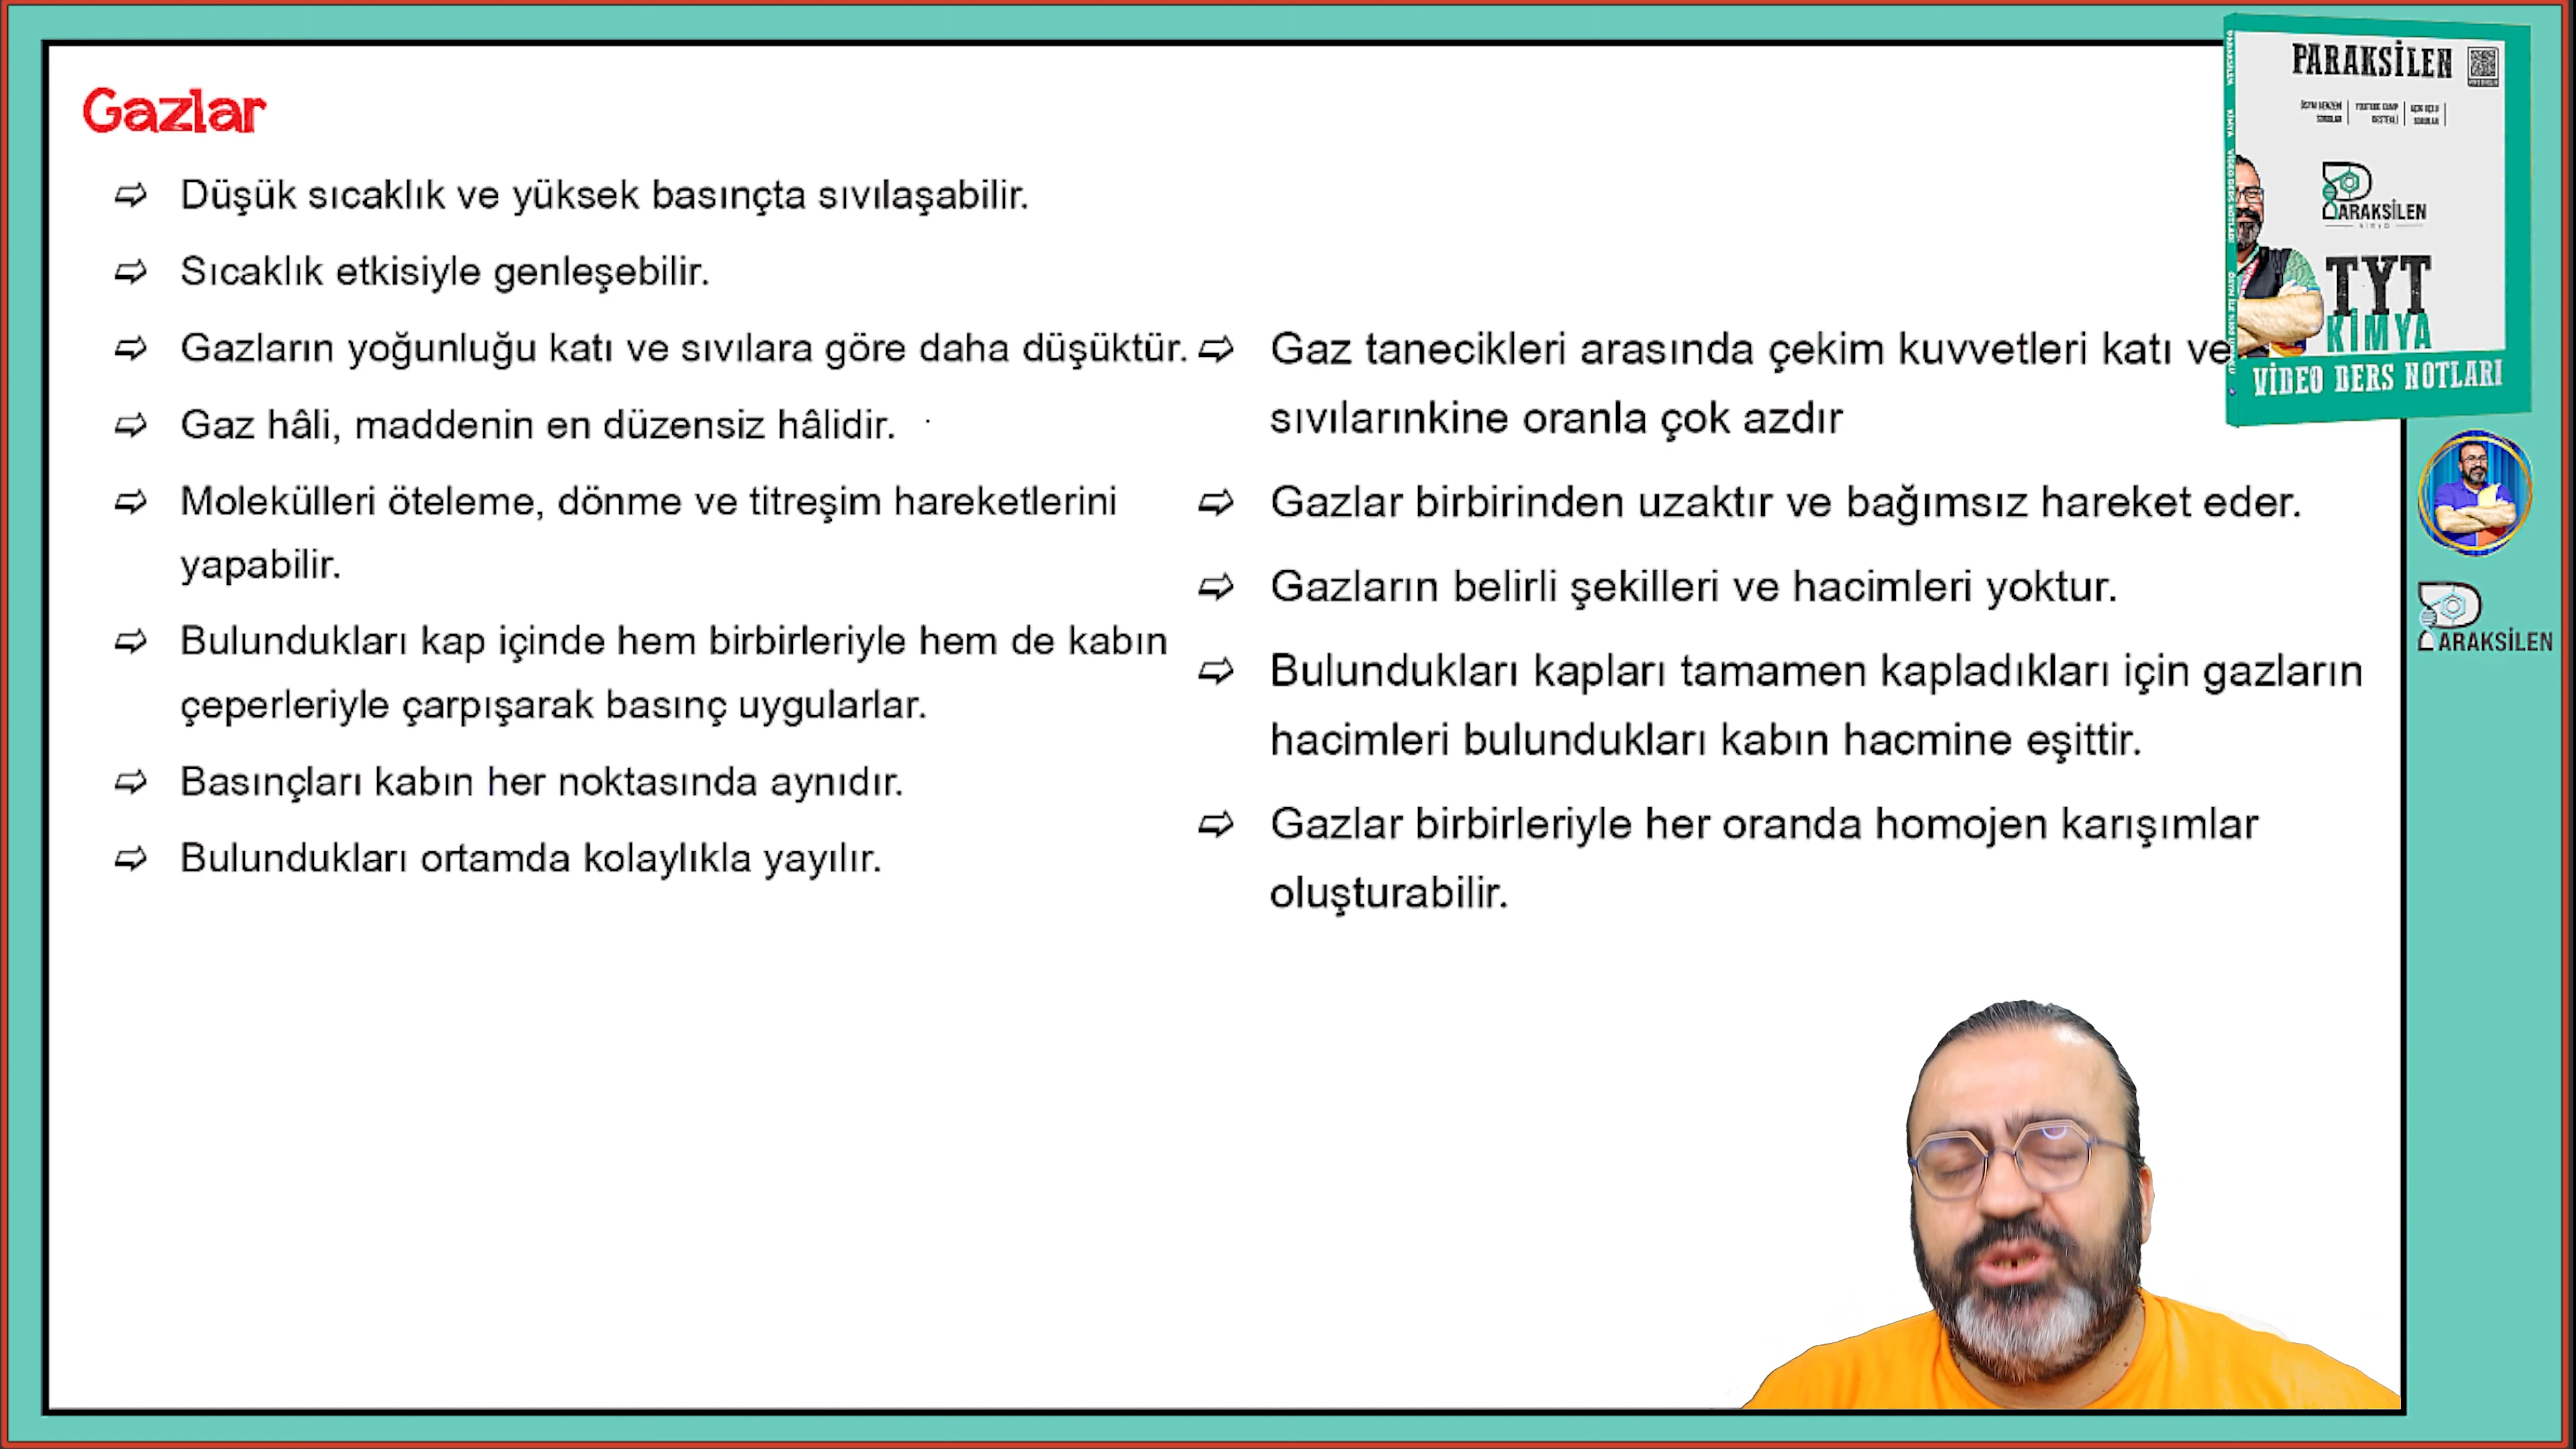 Gazlar
⇨ Düşük sıcaklık ve yüksek basınçta sıvılaşabilir.
⇨ Sıcaklık etkisiyle genleşebilir.
⇨ Gazların yoğunluğu katı ve sıvılara göre daha düşüktür.
⇨ Gaz hâli, maddenin en düzensiz hâlidir.
⇨ Molekülleri öteleme, dönme ve titreşim hareketlerini
yapabilir.
⇨ Bulundukları kap içinde hem birbirleriyle hem de kabın
çeperleriyle çarpışarak basınç uygularlar.
⇨ Basınçları kabın her noktasında aynıdır.
⇨ Bulundukları ortamda kolaylıkla yayılır.
⇨ Gaz tanecikleri arasında çekim kuvvetleri katı ve
sıvılarınkine oranla çok azdır
⇨ Gazlar birbirinden uzaktır ve bağımsız hareket eder.
⇨ Gazların belirli şekilleri ve hacimleri yoktur.
⇨ Bulundukları kapları tamamen kapladıkları için gazların
hacimleri bulundukları kabın hacmine eşittir.
⇨ Gazlar birbirleriyle her oranda homojen karışımlar
oluşturabilir.
PARAKSİLEN
PARAKSİLEN
TYT
KİMYA
VİDEO DERS NOTLARI
PARAKSİLEN